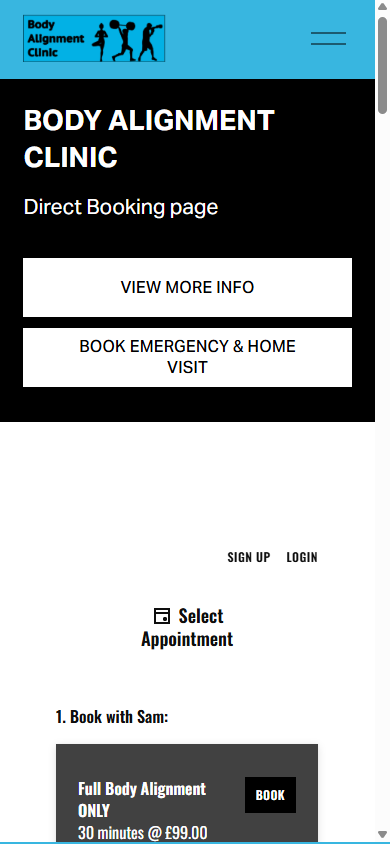 Body
Alignment
Clinic
BODY ALIGNMENT
CLINIC
Direct Booking page
VIEW MORE INFO
BOOK EMERGENCY & HOME
VISIT
SIGN UP LOGIN
Select
Appointment
1. Book with Sam:
Full Body Alignment
ONLY
BOOK
30 minutes @ £99.00